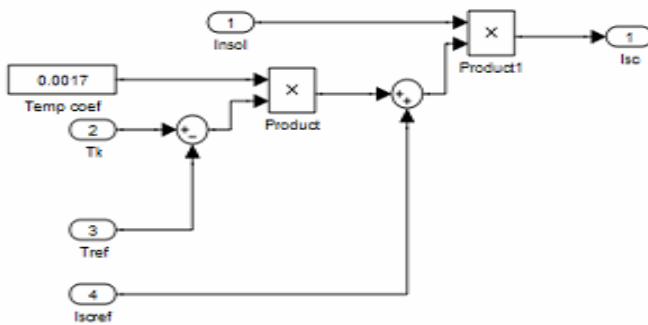 1
Insol
×
Product1
1
Isc
0.0017
Temp coef
×
Product
+
+
2
Tk
+
−
3
Tref
4
Iscref